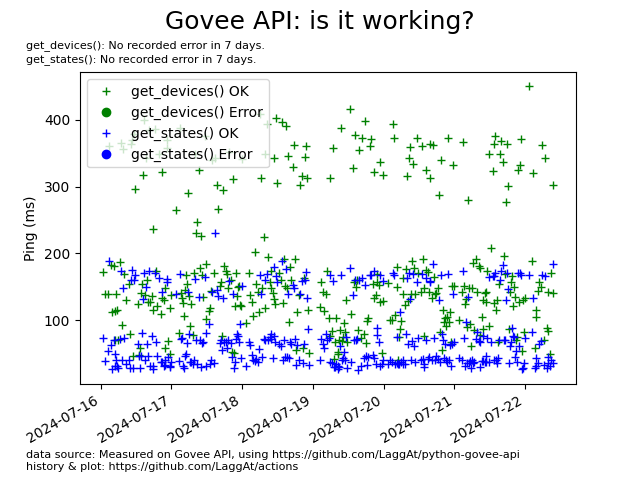 Govee API: is it working?
get_devices(): No recorded error in 7 days.
get_states(): No recorded error in 7 days.
get_devices() OK
get_devices() Error
get_states() OK
get_states() Error
Ping (ms)
400
300
200
100
2024-07-16
2024-07-17
2024-07-18
2024-07-19
2024-07-20
2024-07-21
2024-07-22
data source: Measured on Govee API, using https://github.com/LaggAt/python-govee-api
history & plot: https://github.com/LaggAt/actions